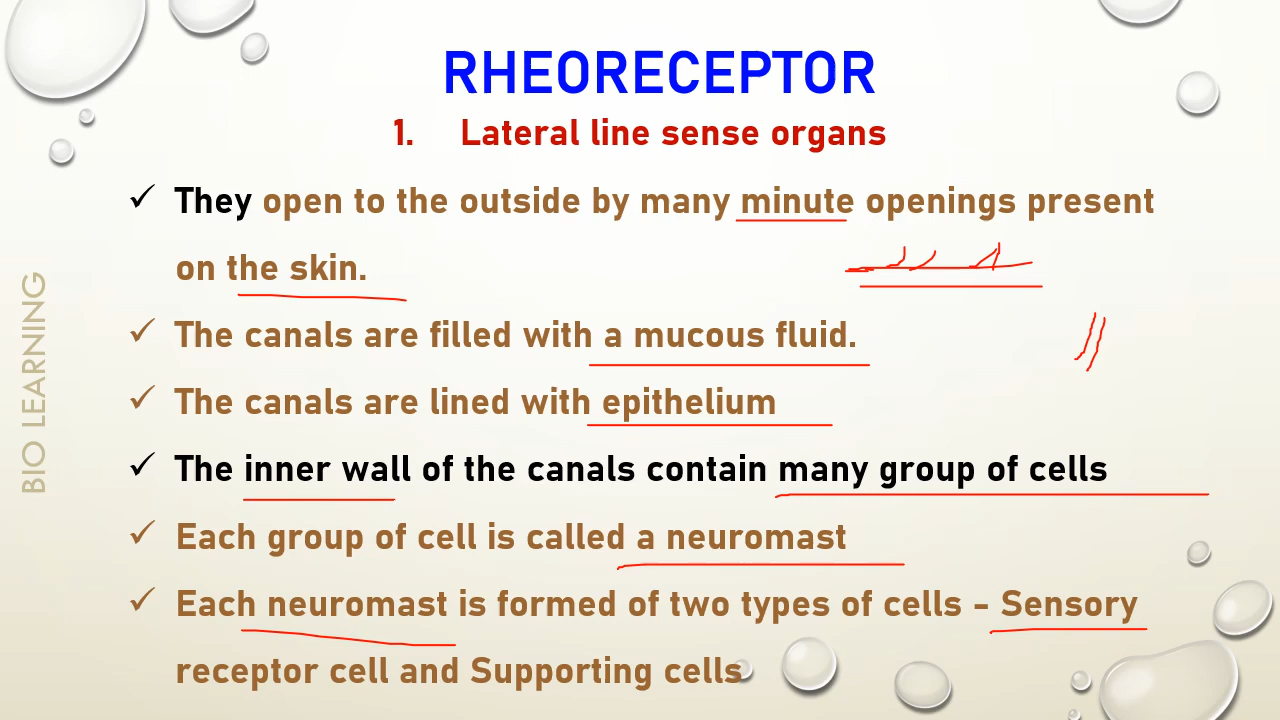 RHEORECEPTOR
1. Lateral line sense organs
✓ They open to the outside by many minute openings present
on the skin.
✓ The canals are filled with a mucous fluid.
✓ The canals are lined with epithelium
✓ The inner wall of the canals contain many group of cells
✓ Each group of cell is called a neuromast
✓ Each neuromast is formed of two types of cells - Sensory
receptor cell and Supporting cells
BIO LEARNING